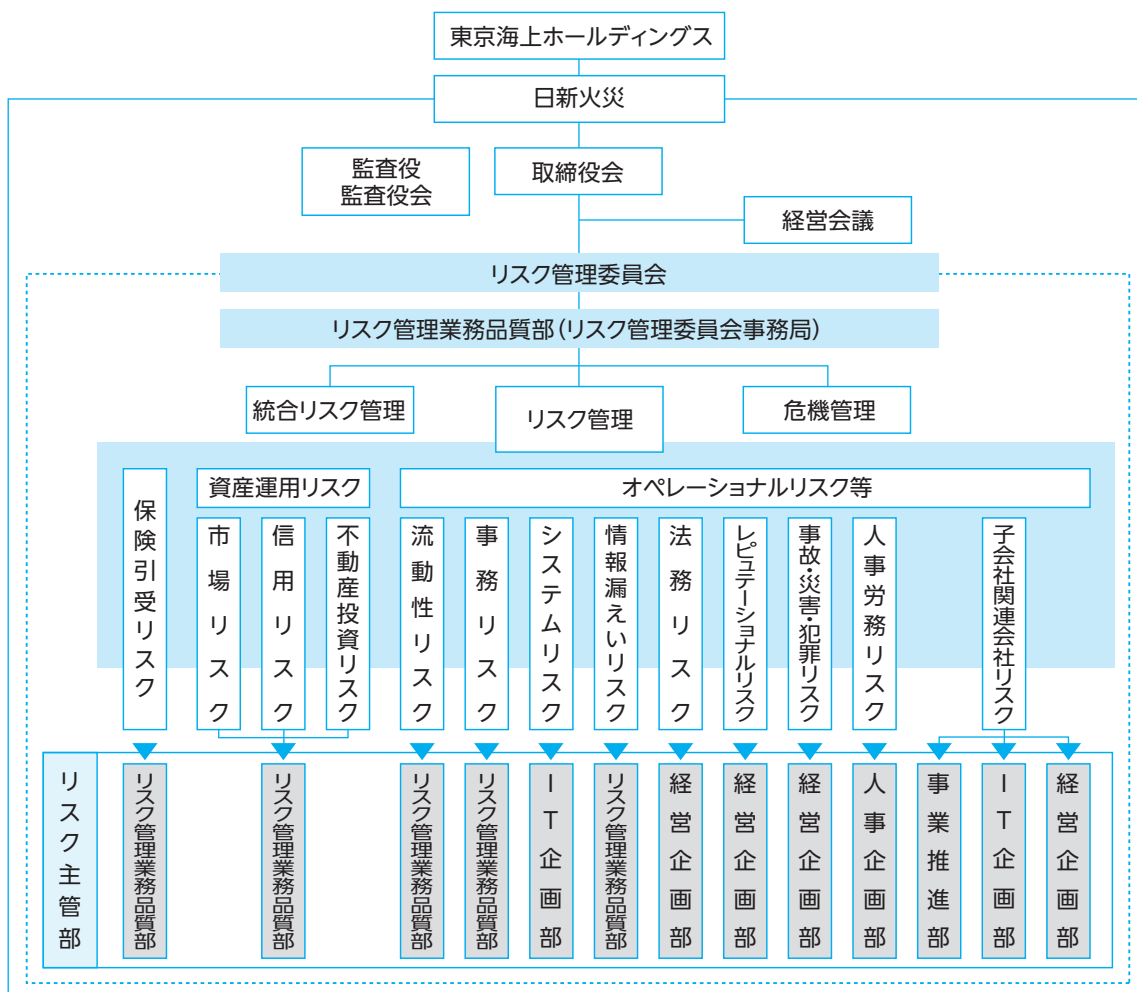 東京海上ホールディングス
日新火災
監査役
監査役会
取締役会
経営会議
リスク管理委員会
リスク管理業務品質部(リスク管理委員会事務局)
統合リスク管理
リスク管理
危機管理
保険引受リスク
資産運用リスク
市場リスク
信用リスク
不動産投資リスク
オペレーショナルリスク等
流動性リスク
事務リスク
システムリスク
情報漏えいリスク
法務リスク
レピュテーショナルリスク
事故・災害・犯罪リスク
人事労務リスク
子会社関連会社リスク
リスク主管部
リスク管理業務品質部
リスク管理業務品質部
リスク管理業務品質部
リスク管理業務品質部
IT企画部
リスク管理業務品質部
経営企画部
経営企画部
経営企画部
人事企画部
事業推進部
IT企画部
経営企画部